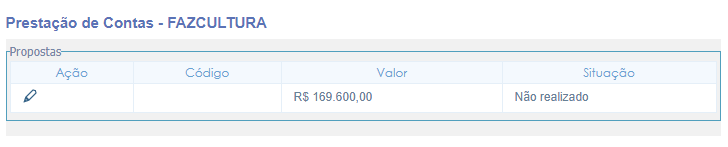 Prestação de Contas - FAZCULTURA
Propostas
Ação Código Valor Situação
R$ 169.600,00 Não realizado